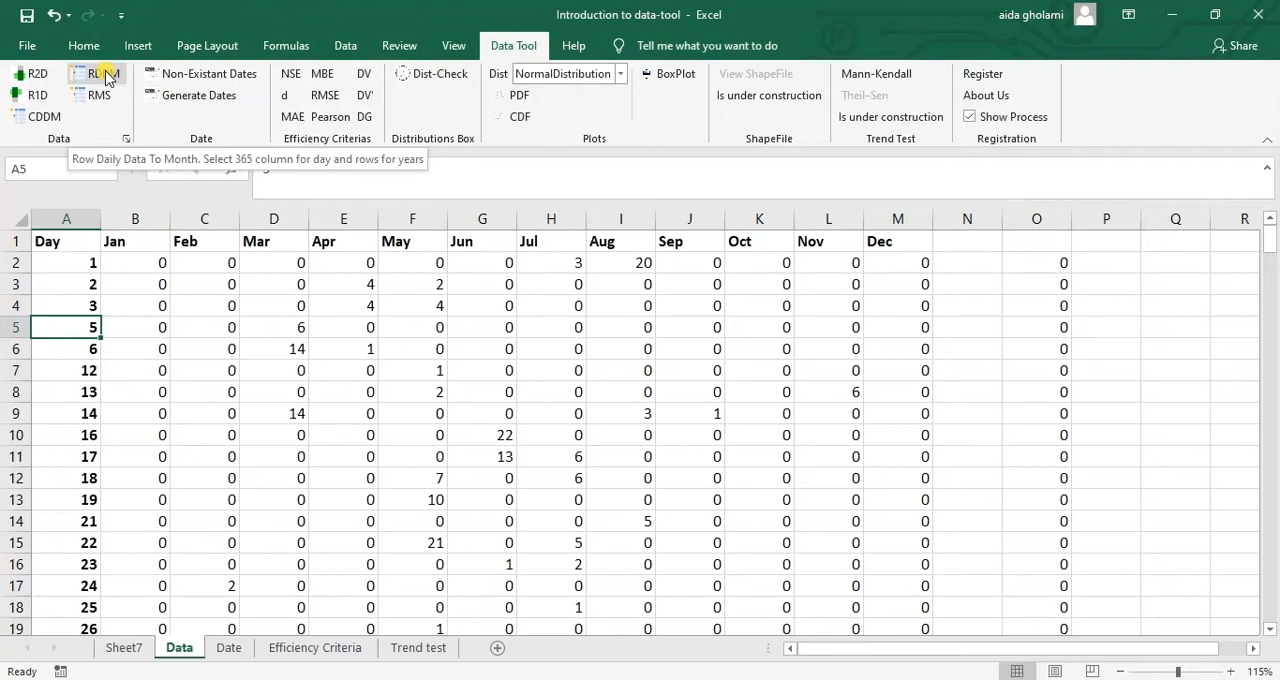 Introduction to data-tool - Excel
aida gholami
File Home Insert Page Layout Formulas Data Review View Data Tool Help Tell me what you want to do Share
R2D
R1D
CDDM
RMS
Data
Non-Existant Dates
Generate Dates
Date
NSE MBE DV
d RMSE DV'
MAE Pearson DG
Efficiency Criterias
Dist-Check
Distributions Box
Dist NormalDistribution
PDF
CDF
BoxPlot
Plots
View ShapeFile
Is under construction
ShapeFile
Mann-Kendall
Theil–Sen
Is under construction
Trend Test
Register
About Us
Show Process
Registration
Row Daily Data To Month. Select 365 column for day and rows for years
A5
A B C D E F G H I J K L M N O P Q R
1 Day Jan Feb Mar Apr May Jun Jul Aug Sep Oct Nov Dec
2 1 0 0 0 0 0 0 3 20 0 0 0 0 0
3 2 0 0 0 4 2 0 0 0 0 0 0 0 0
4 3 0 0 0 4 4 0 0 0 0 0 0 0 0
5 5 0 0 6 0 0 0 0 0 0 0 0 0 0
6 6 0 0 14 1 0 0 0 0 0 0 0 0 0
7 12 0 0 0 0 1 0 0 0 0 0 0 0 0
8 13 0 0 0 0 2 0 0 0 0 0 6 0 0
9 14 0 0 14 0 0 0 0 3 1 0 0 0 0
10 16 0 0 0 0 0 22 0 0 0 0 0 0 0
11 17 0 0 0 0 0 13 6 0 0 0 0 0 0
12 18 0 0 0 0 7 0 6 0 0 0 0 0 0
13 19 0 0 0 0 10 0 0 0 0 0 0 0 0
14 21 0 0 0 0 0 0 0 5 0 0 0 0 0
15 22 0 0 0 0 21 0 5 0 0 0 0 0 0
16 23 0 0 0 0 0 1 2 0 0 0 0 0 0
17 24 0 2 0 0 0 0 0 0 0 0 0 0 0
18 25 0 0 0 0 0 0 1 0 0 0 0 0 0
19 26 0 0 0 0 1 0 0 0 0 0 0 0 0
Sheet7 Data Date Efficiency Criteria Trend test
Ready
115%